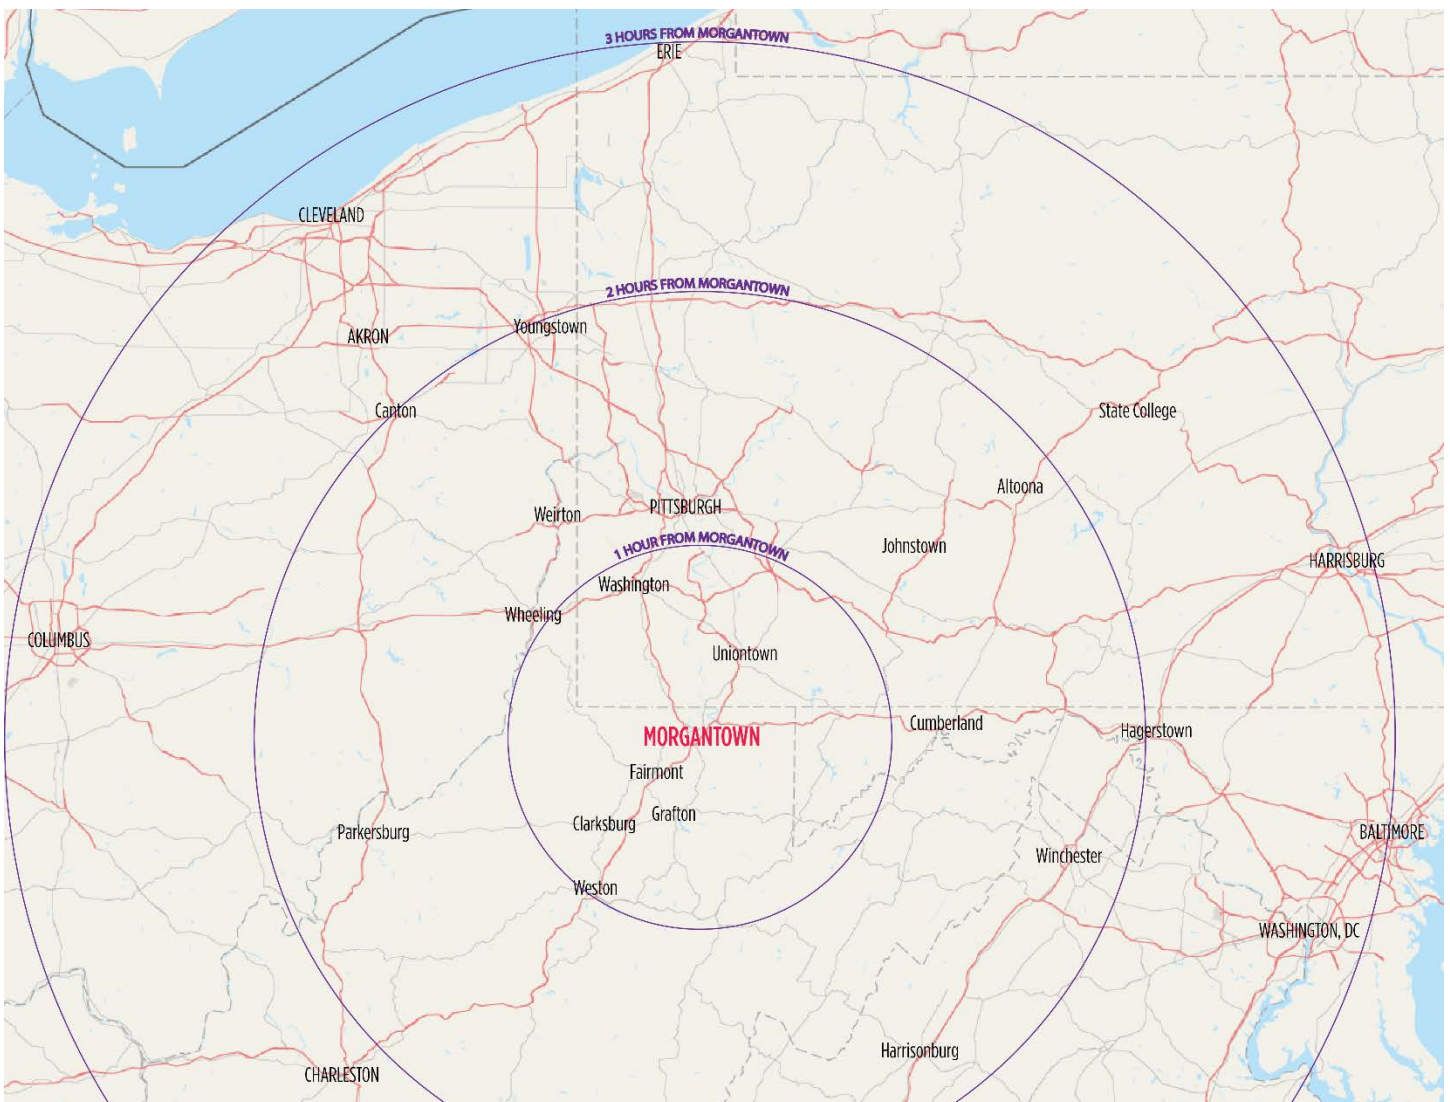 3 HOURS FROM MORGANTOWN
ERIE
CLEVELAND
2 HOURS FROM MORGANTOWN
Youngstown
AKRON
Canton
State College
Altoona
PITTSBURGH
Weirton
Johnstown
1 HOUR FROM MORGANTOWN
HARRISBURG
Washington
Wheeling
COLUMBUS
Uniontown
Cumberland
Hagerstown
MORGANTOWN
Fairmont
Grafton
Clarksburg
Parkersburg
BALTIMORE
Winchester
Weston
WASHINGTON, DC
Harrisonburg
CHARLESTON